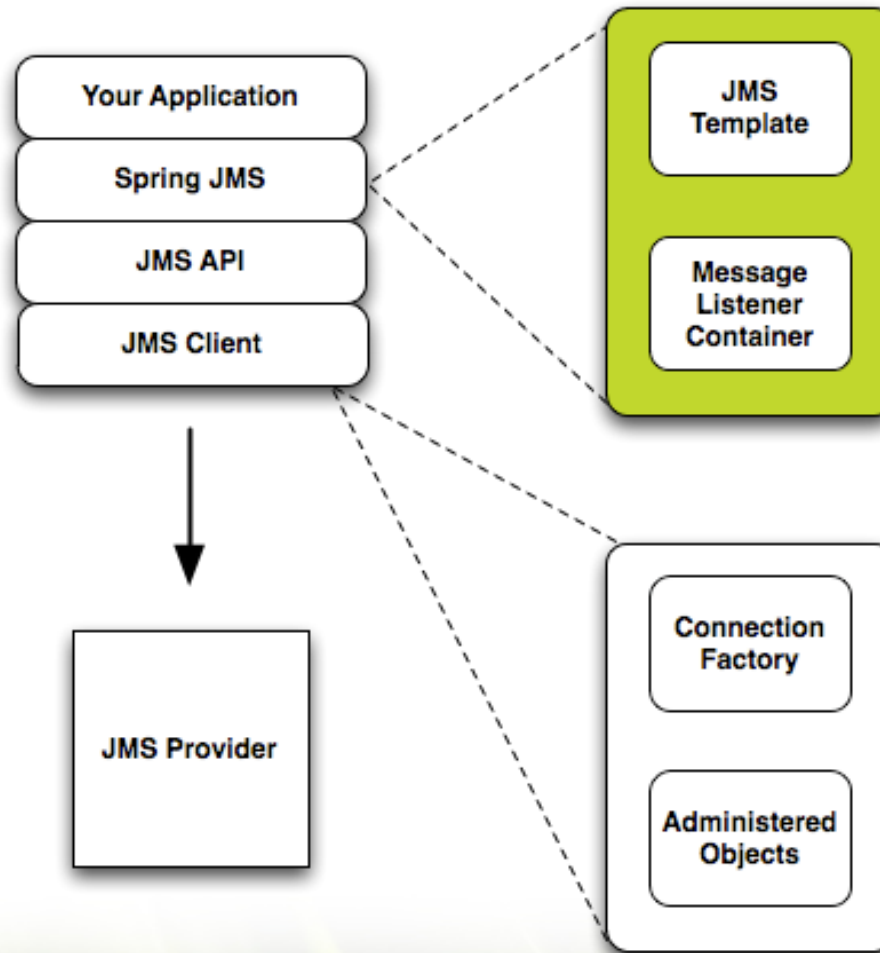 Your Application
Spring JMS
JMS API
JMS Client
JMS Provider
JMS
Template
Message
Listener
Container
Connection
Factory
Administered
Objects